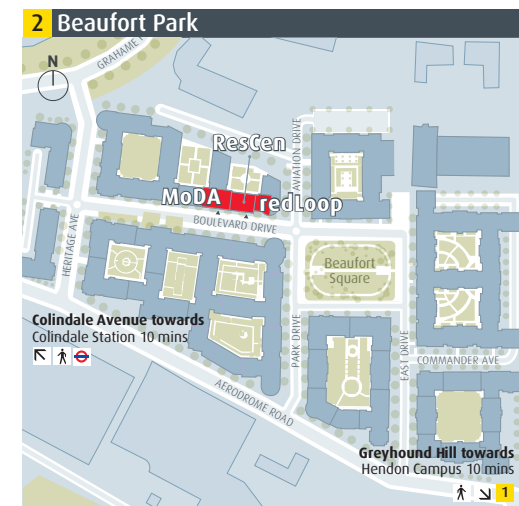 2 Beaufort Park
N
GRAHAME
ResCen
AVIATION DRIVE
MoDA
redLoop
BOULEVARD DRIVE
HERITAGE AVE
Beaufort
Square
Colindale Avenue towards
Colindale Station 10 mins
PARK DRIVE
EAST DRIVE
COMMANDER AVE
AERODROME ROAD
Greyhound Hill towards
Hendon Campus 10 mins
1